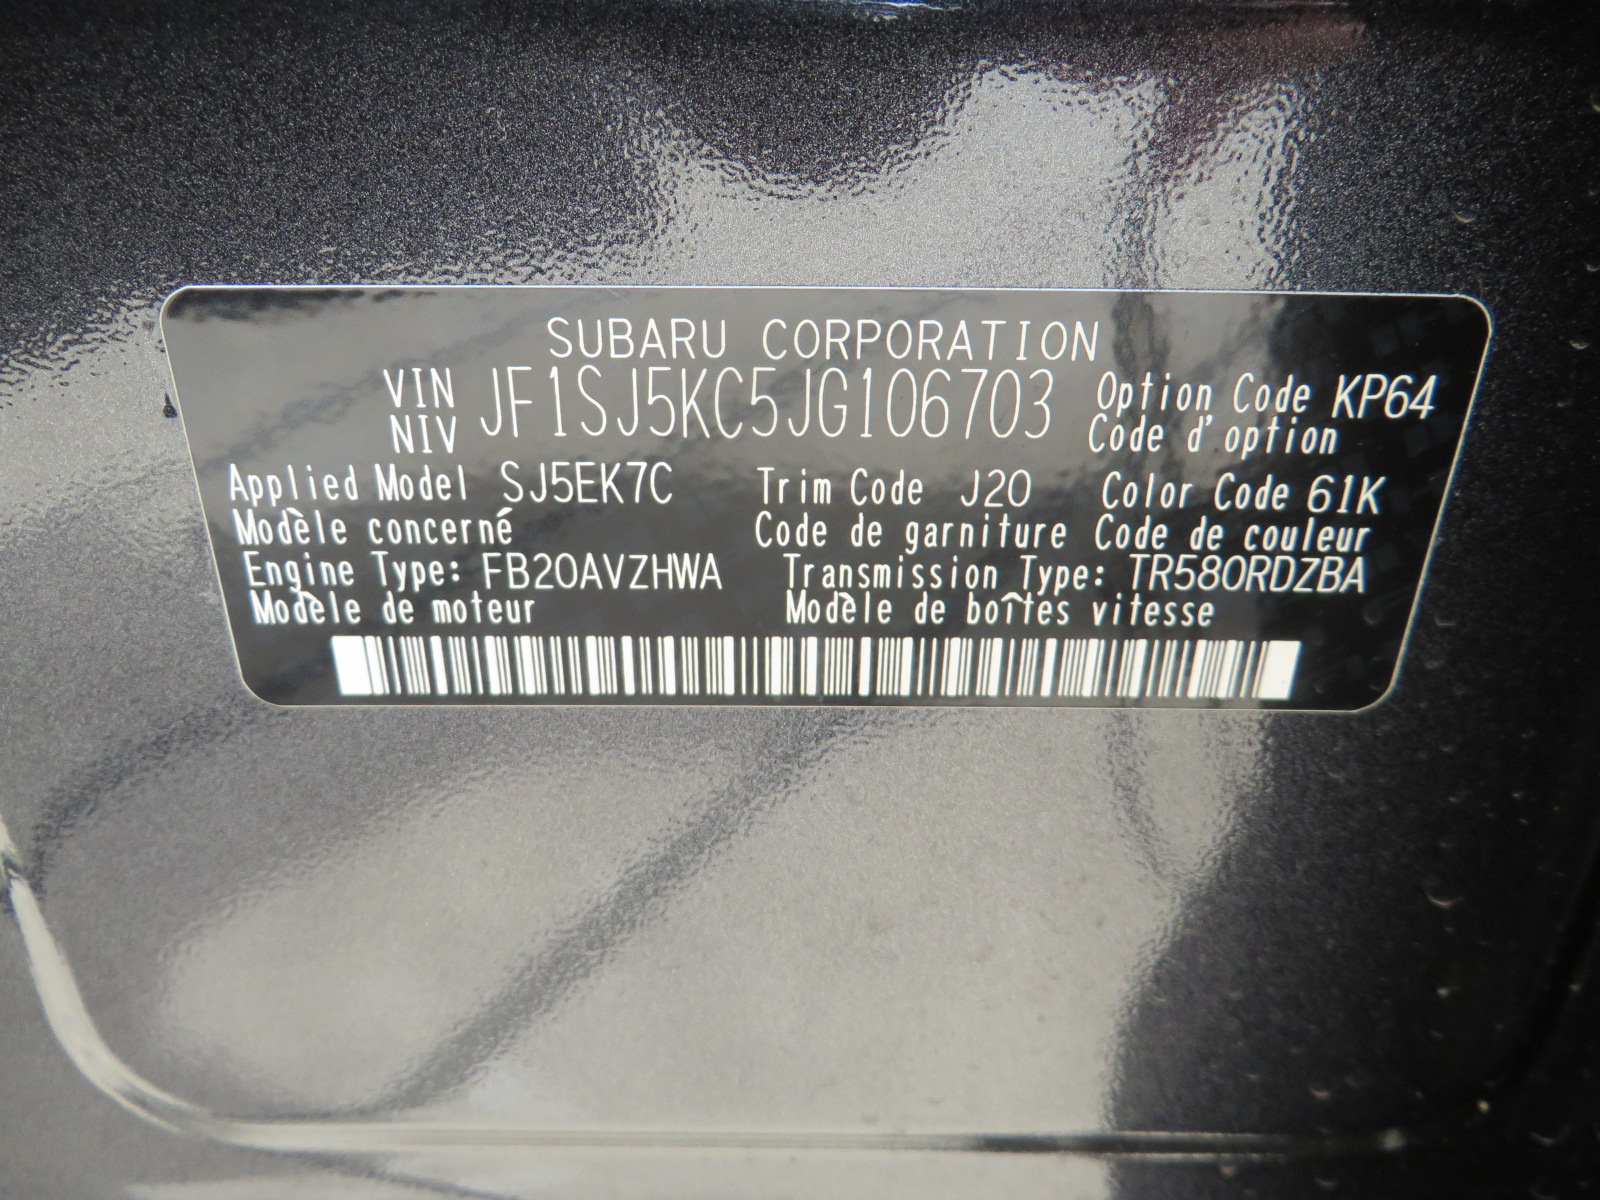 SUBARU CORPORATION
VIN JF1SJ5KC5JG106703 Option Code KP64
NIV Code d'option
Applied Model SJ5EK7C Trim Code J20 Color Code 61K
Modèle concerné Code de garniture Code de couleur
Engine Type: FB20AVZHWA Transmission Type: TR580RDZBA
Modèle de moteur Modèle de boîtes vitesse